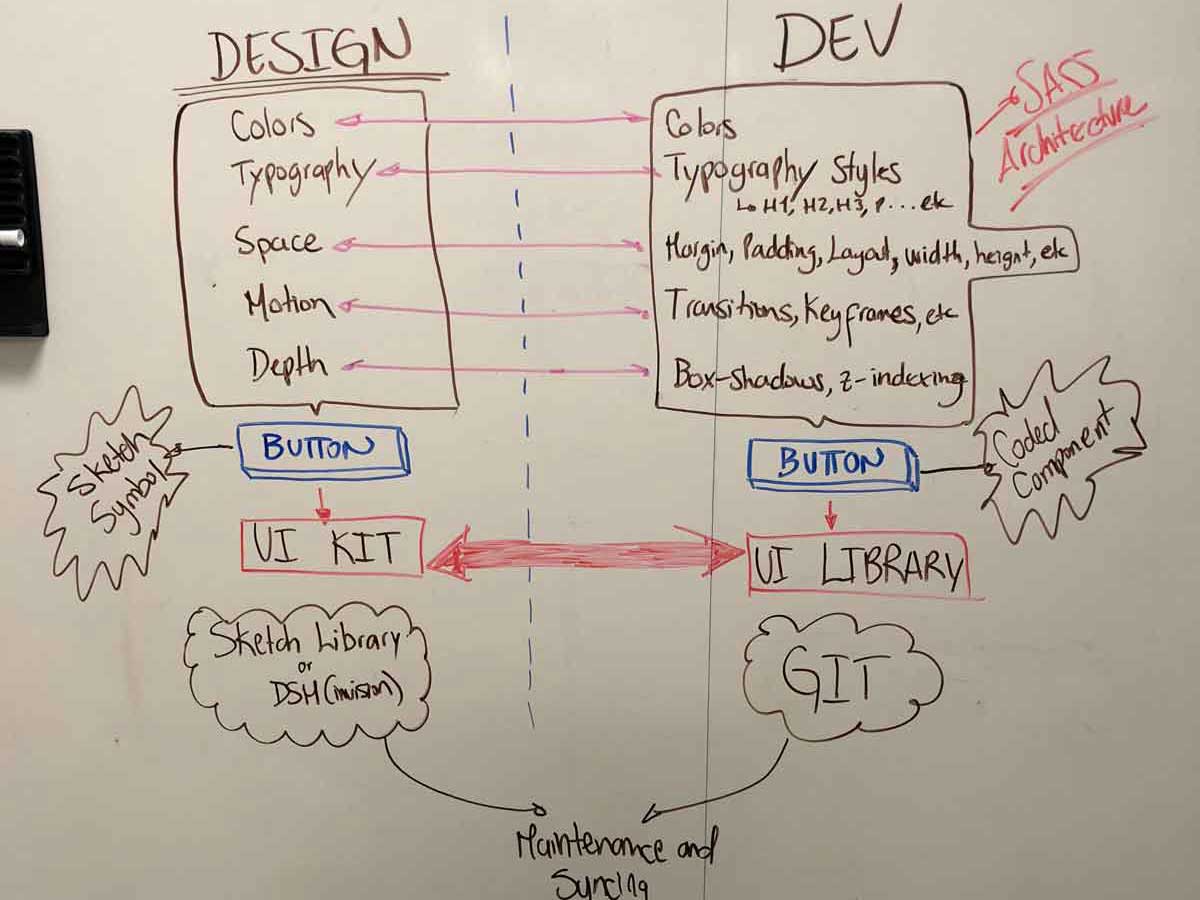 DESIGN
Colors
Typography
Space
Motion
Depth
BUTTON
Sketch
Symbol
UI KIT
Sketch Library
or
DSM (invision)
DEV
SASS
Architecture
Colors
Typography Styles
↳ H1, H2, H3, P... etc
Margin, Padding, Layout, width, height, etc
Transitions, Keyframes, etc
Box-shadows, z-indexing
BUTTON
Coded
Component
UI LIBRARY
GIT
Maintenance and
Syncing